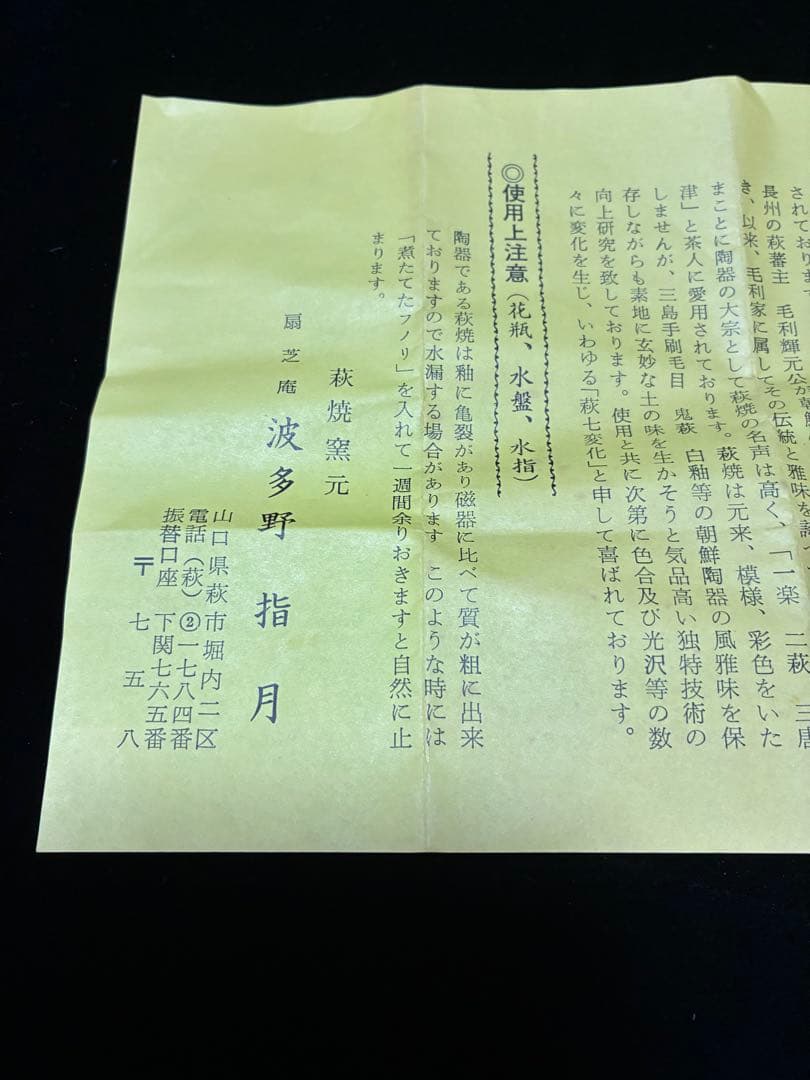 されております
長州の萩蕃主　毛利輝元公が朝鮮
き、以来、毛利家に属してその伝統と雅味を
まことに陶器の大宗として萩焼の名声は高く、「一楽　二萩　三唐
津」と茶人に愛用されております。萩焼は元来、模様、彩色をいた
しませんが、三島手刷毛目　鬼萩　白釉等の朝鮮陶器の風雅味を保
存しながらも素地に玄妙な土の味を生かそうと気品高い独特技術の
向上研究を致しております。使用と共に次第に色合及び光沢等の数
々に変化を生じ、いわゆる「萩七変化」と申して喜ばれております。
◎使用上注意（花瓶、水盤、水指）
陶器である萩焼は釉に亀裂があり磁器に比べて質が粗に出来
ておりますので水漏する場合があります　このような時には
「煮たてたフノリ」を入れて一週間余りおきますと自然に止
まります。
萩焼窯元
扇芝庵　波多野指月
山口県萩市堀内二区
電話（萩）②一七八四番
振替口座　下関七六五番
〒　七五八